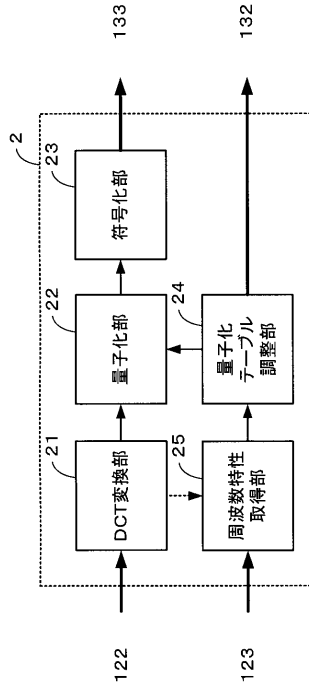 2
122
21
DCT変換部
22
量子化部
23
符号化部
133
123
25
周波数特性
取得部
24
量子化
テーブル
調整部
132